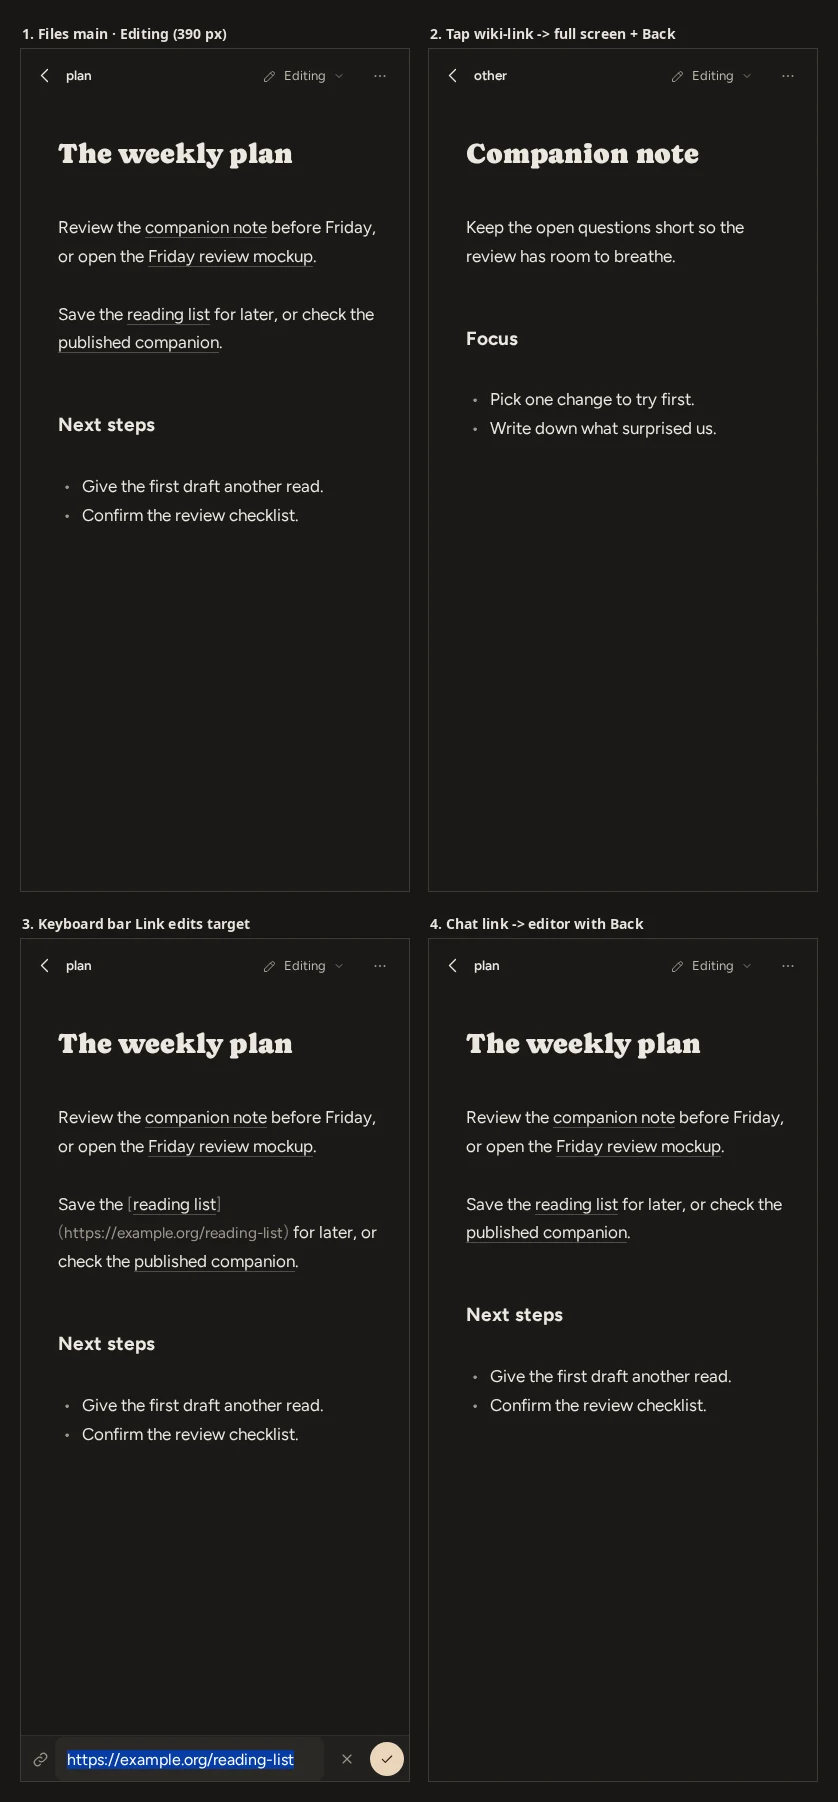 1. Files main · Editing (390 px)
plan
Editing
The weekly plan
Review the companion note before Friday,
or open the Friday review mockup.
Save the reading list for later, or check the
published companion.
Next steps
• Give the first draft another read.
• Confirm the review checklist.
2. Tap wiki-link -> full screen + Back
other
Editing
Companion note
Keep the open questions short so the
review has room to breathe.
Focus
• Pick one change to try first.
• Write down what surprised us.
3. Keyboard bar Link edits target
plan
Editing
The weekly plan
Review the companion note before Friday,
or open the Friday review mockup.
Save the [reading list]
(https://example.org/reading-list) for later, or
check the published companion.
Next steps
• Give the first draft another read.
• Confirm the review checklist.
https://example.org/reading-list
4. Chat link -> editor with Back
plan
Editing
The weekly plan
Review the companion note before Friday,
or open the Friday review mockup.
Save the reading list for later, or check the
published companion.
Next steps
• Give the first draft another read.
• Confirm the review checklist.